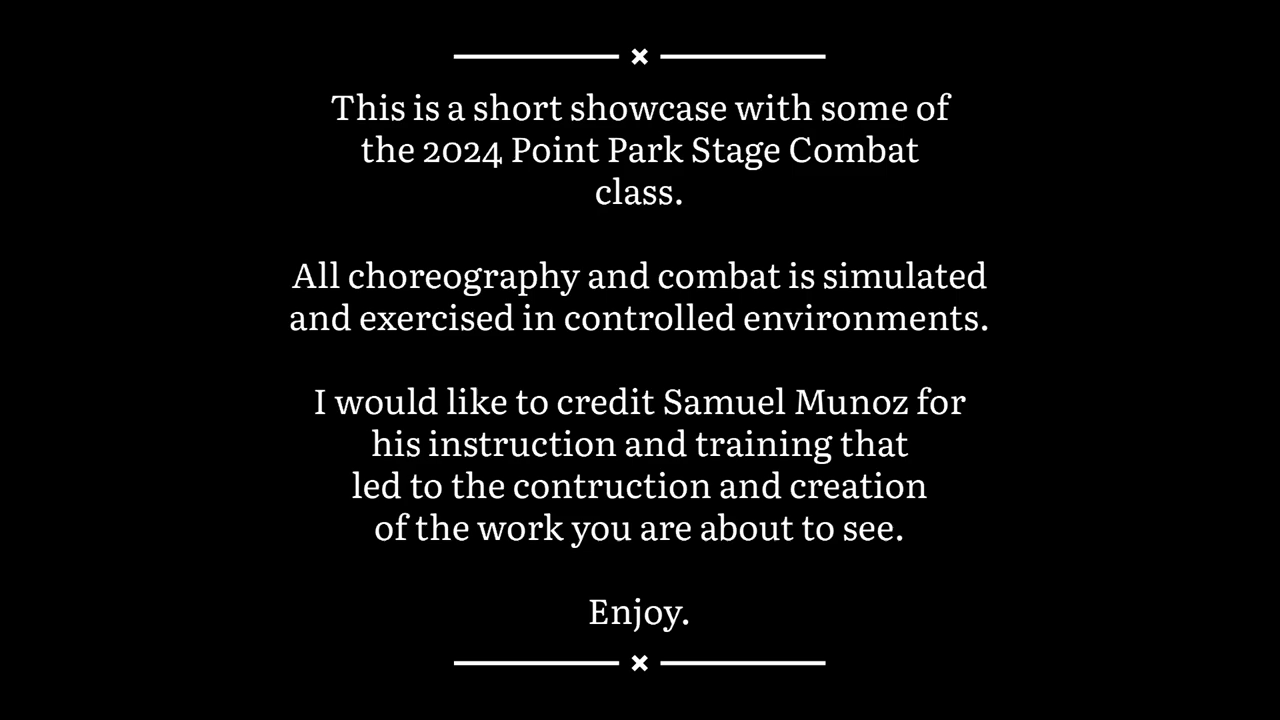 This is a short showcase with some of
the 2024 Point Park Stage Combat
class.
All choreography and combat is simulated
and exercised in controlled environments.
I would like to credit Samuel Munoz for
his instruction and training that
led to the contruction and creation
of the work you are about to see.
Enjoy.